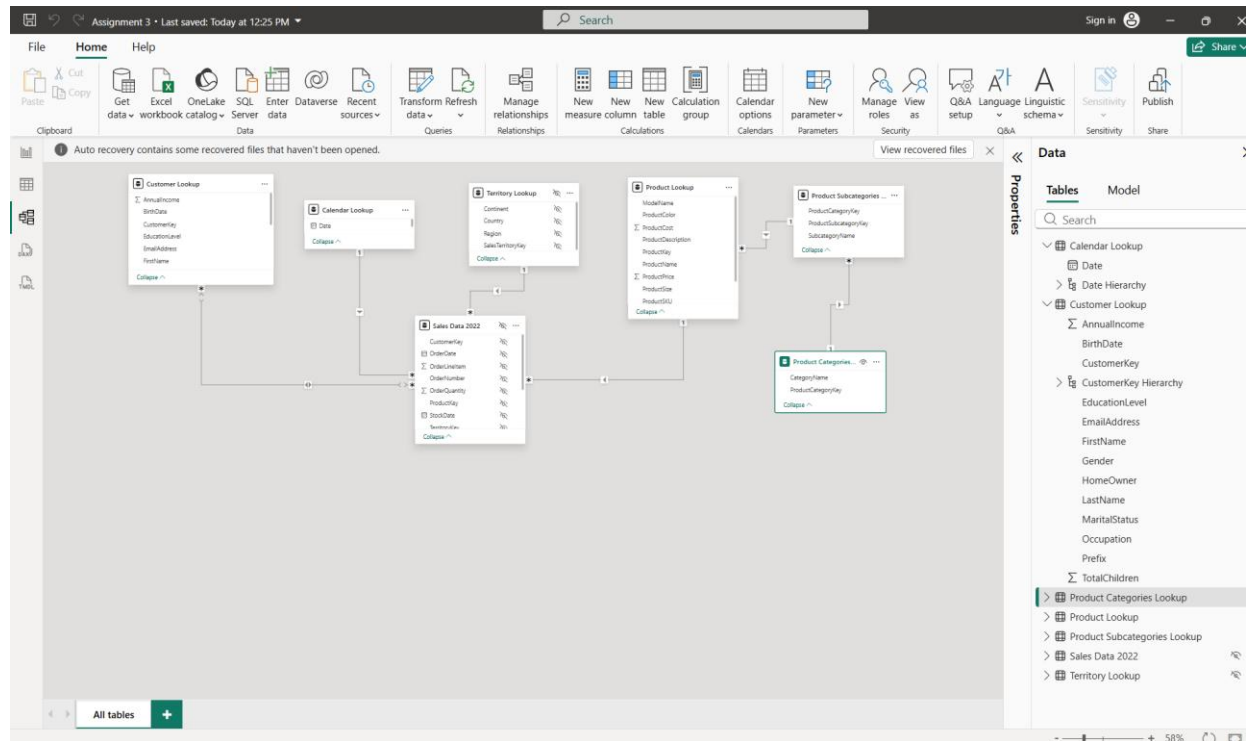 Assignment 3 • Last saved: Today at 12:25 PM
Search
Sign in
File Home Help
Share
Paste
Cut
Copy
Get data
Excel workbook
OneLake catalog
SQL Server
Enter data
Dataverse
Recent sources
Transform data
Refresh
Manage relationships
New measure
New column
New table
Calculation group
Calendar options
New parameter
Manage roles
View as
Q&A setup
Language
Linguistic schema
Sensitivity
Publish
Clipboard
Data
Queries
Relationships
Calculations
Calendars
Parameters
Security
Q&A
Sensitivity
Share
Auto recovery contains some recovered files that haven't been opened.
View recovered files
Customer Lookup
AnnualIncome
BirthDate
CustomerKey
EducationLevel
EmailAddress
FirstName
Collapse
Calendar Lookup
Date
Collapse
Territory Lookup
Continent
Country
Region
SalesTerritoryKey
Collapse
Product Lookup
ModelName
ProductColor
ProductCost
ProductDescription
ProductKey
ProductName
ProductPrice
ProductSize
ProductSKU
Collapse
Product Subcategories ...
ProductCategoryKey
ProductSubcategoryKey
SubcategoryName
Collapse
Sales Data 2022
CustomerKey
OrderDate
OrderLineItem
OrderNumber
OrderQuantity
ProductKey
StockDate
TerritoryKey
Collapse
Product Categories...
CategoryName
ProductCategoryKey
Collapse
1
1
1
1
1
1
Properties
Data
Tables Model
Search
Calendar Lookup
Date
Date Hierarchy
Customer Lookup
AnnualIncome
BirthDate
CustomerKey
CustomerKey Hierarchy
EducationLevel
EmailAddress
FirstName
Gender
HomeOwner
LastName
MaritalStatus
Occupation
Prefix
TotalChildren
Product Categories Lookup
Product Lookup
Product Subcategories Lookup
Sales Data 2022
Territory Lookup
All tables
58%